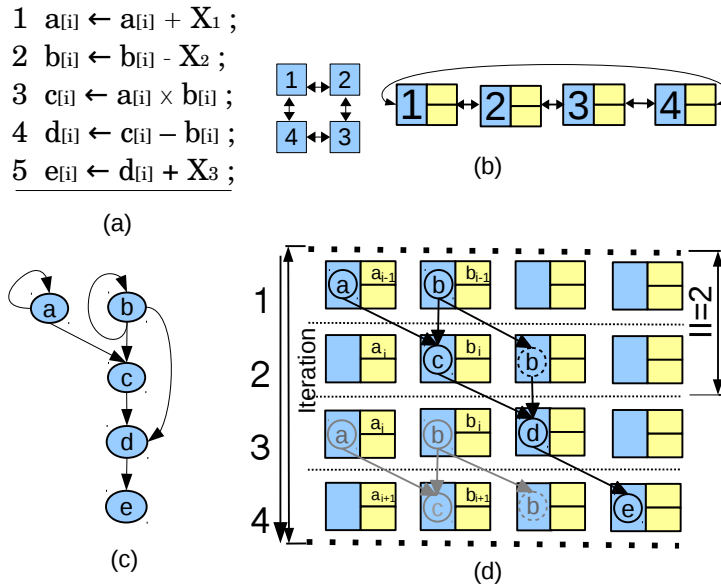 1 a[i] ← a[i] + X1 ;
2 b[i] ← b[i] - X2 ;
3 c[i] ← a[i] × b[i] ;
4 d[i] ← c[i] – b[i] ;
5 e[i] ← d[i] + X3 ;
(a)
1 2
4 3
1 2 3 4
(b)
a b
c
d
e
(c)
1 a ai-1 b bi-1
2 ai c bi b
3 a ai b bi d
4 ai+1 c bi+1 b e
Iteration
II=2
(d)